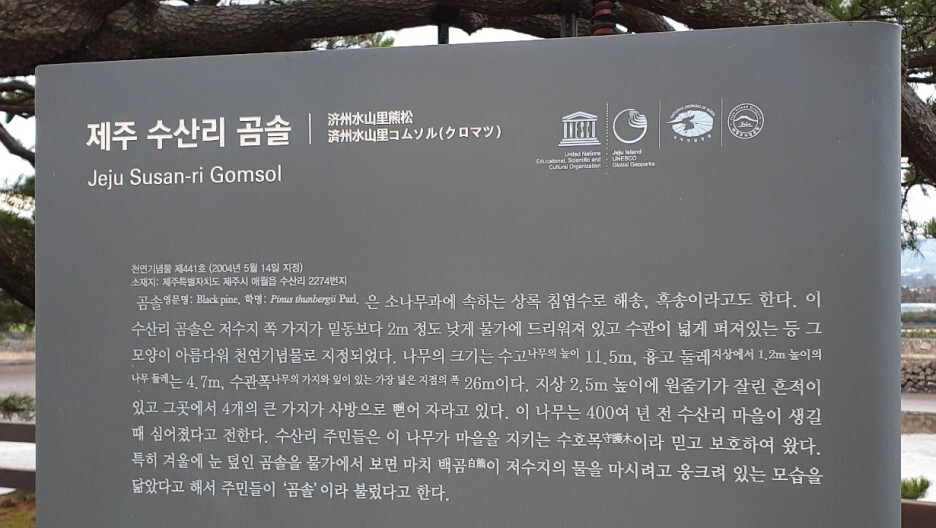 제주 수산리 곰솔
済州水山里熊松
済州水山里コムソル(クロマツ)
Jeju Susan-ri Gomsol
United Nations
Educational, Scientific and
Cultural Organization
Jeju Island
UNESCO
Global Geoparks
천연기념물 제441호 (2004년 5월 14일 지정)
소재지: 제주특별자치도 제주시 애월읍 수산리 2274번지
곰솔영문명: Black pine, 학명: Pinus thunbergii Parl. 은 소나무과에 속하는 상록 침엽수로 해송, 흑송이라고도 한다. 이
수산리 곰솔은 저수지 쪽 가지가 밑동보다 2m 정도 낮게 물가에 드리워져 있고 수관이 넓게 퍼져있는 등 그
모양이 아름다워 천연기념물로 지정되었다. 나무의 크기는 수고나무의 높이 11.5m, 흉고 둘레지상에서 1.2m 높이의
나무 둘레는 4.7m, 수관폭나무의 가지와 잎이 있는 가장 넓은 지점의 폭 26m이다. 지상 2.5m 높이에 원줄기가 잘린 흔적이
있고 그곳에서 4개의 큰 가지가 사방으로 뻗어 자라고 있다. 이 나무는 400여 년 전 수산리 마을이 생길
때 심어졌다고 전한다. 수산리 주민들은 이 나무가 마을을 지키는 수호목守護木이라 믿고 보호하여 왔다.
특히 겨울에 눈 덮인 곰솔을 물가에서 보면 마치 백곰白熊이 저수지의 물을 마시려고 웅크려 있는 모습을
닮았다고 해서 주민들이 ‘곰솔’이라 불렀다고 한다.